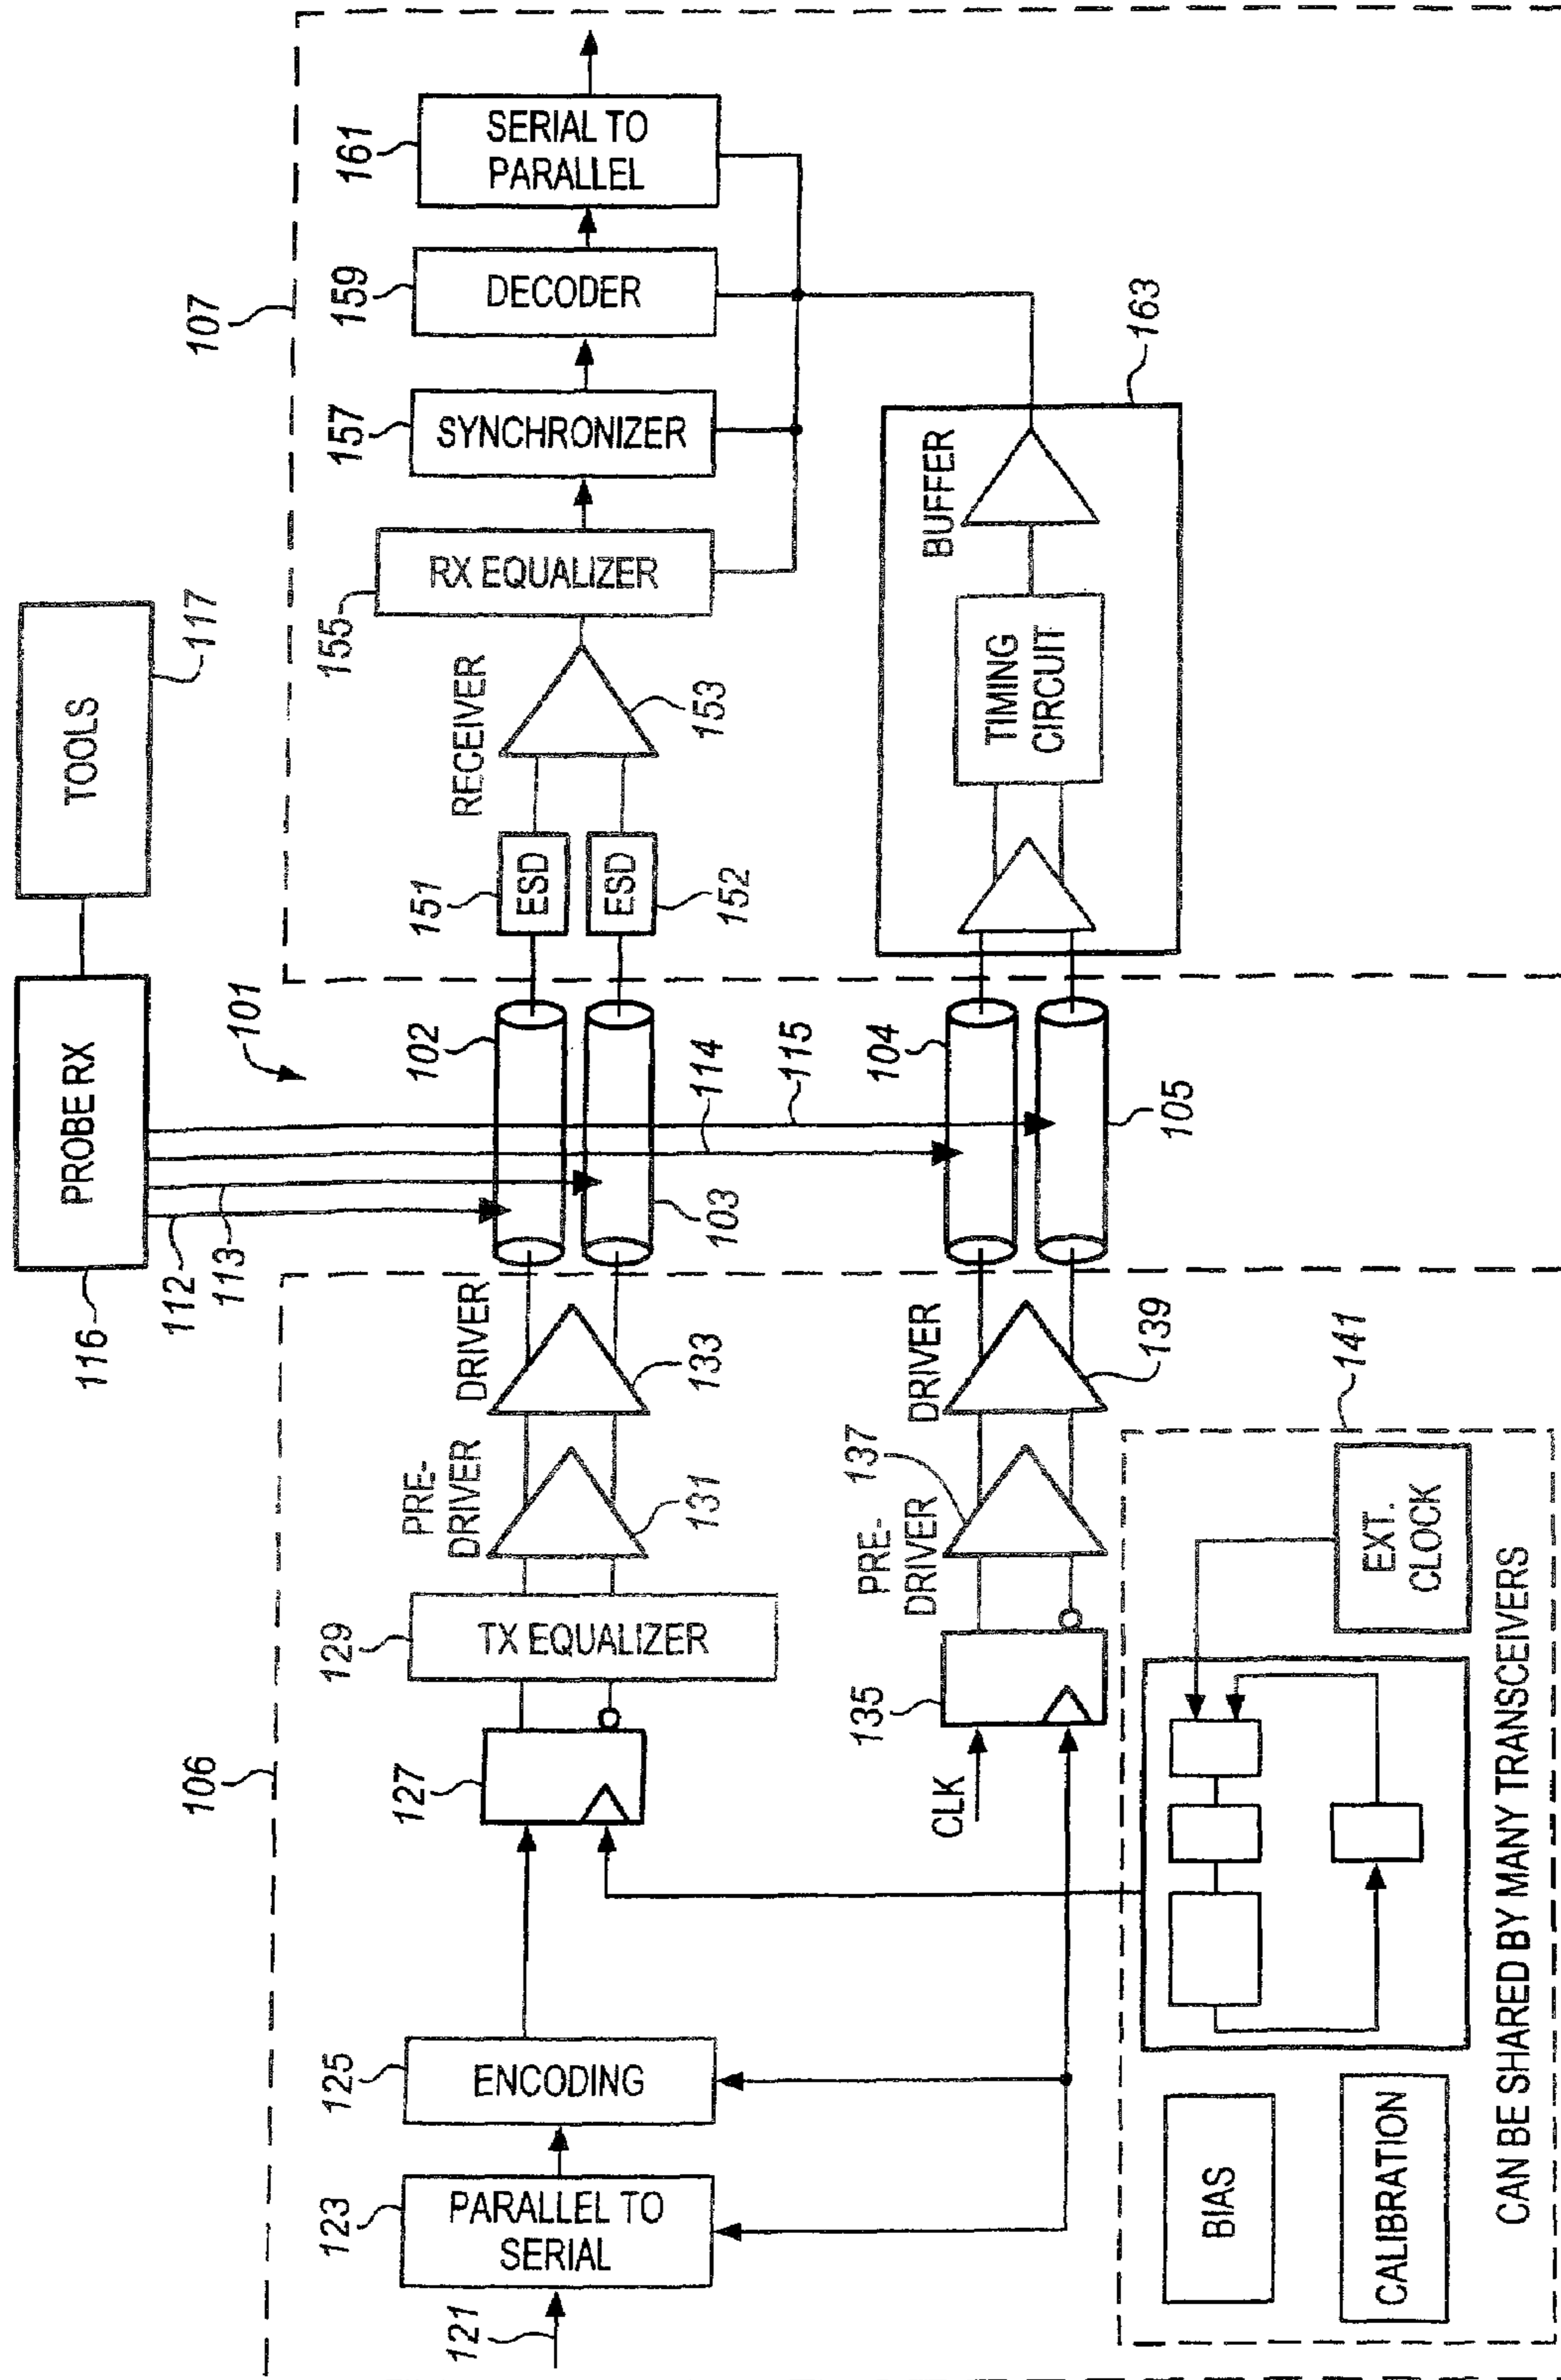 116
PROBE RX
TOOLS
117
112
113
101
114
115
106
107
121
123
PARALLEL TO
SERIAL
125
ENCODING
127
129
TX EQUALIZER
PRE-
DRIVER
131
DRIVER
133
102
103
151
ESD
ESD
152
RECEIVER
153
155
RX EQUALIZER
157
SYNCHRONIZER
159
DECODER
161
SERIAL TO
PARALLEL
CLK
135
PRE-
DRIVER
137
DRIVER
139
104
105
TIMING
CIRCUIT
BUFFER
163
141
BIAS
CALIBRATION
EXT.
CLOCK
CAN BE SHARED BY MANY TRANSCEIVERS